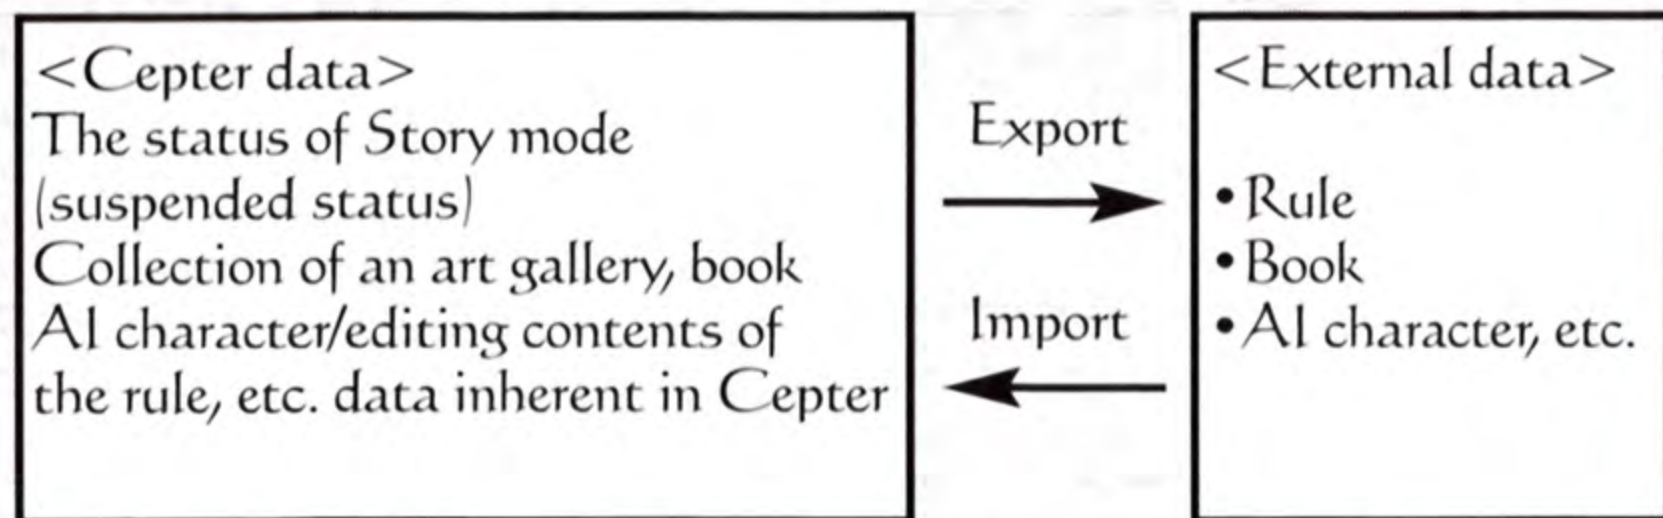 <Cepter data>
The status of Story mode
(suspended status)
Collection of an art gallery, book
AI character/editing contents of
the rule, etc. data inherent in Cepter
Export
Import
<External data>
•Rule
•Book
•AI character, etc.